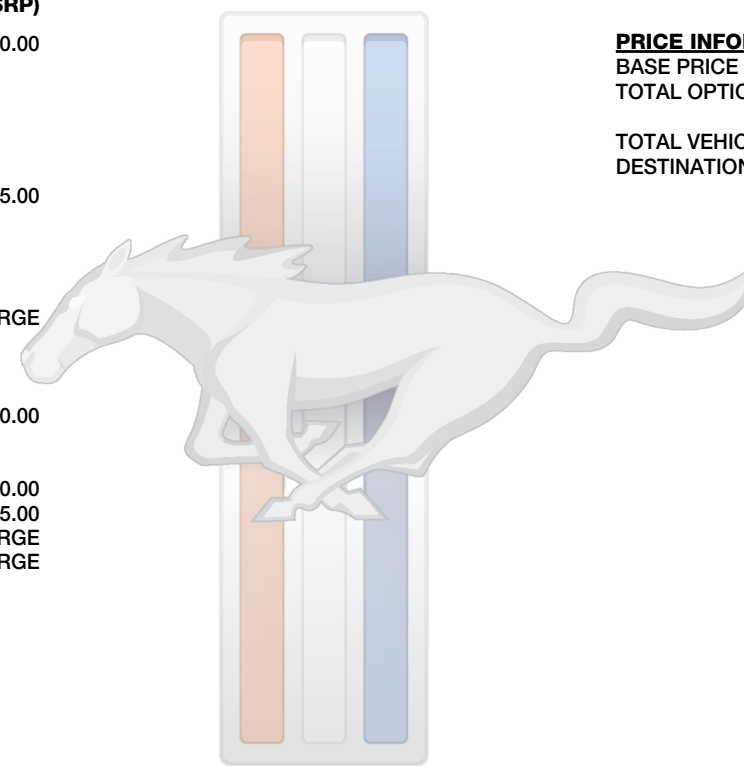 SRP)
0.00
5.00
RGE
0.00
0.00
5.00
RGE
RGE
PRICE INFO
BASE PRICE
TOTAL OPTIO
TOTAL VEHIC
DESTINATION